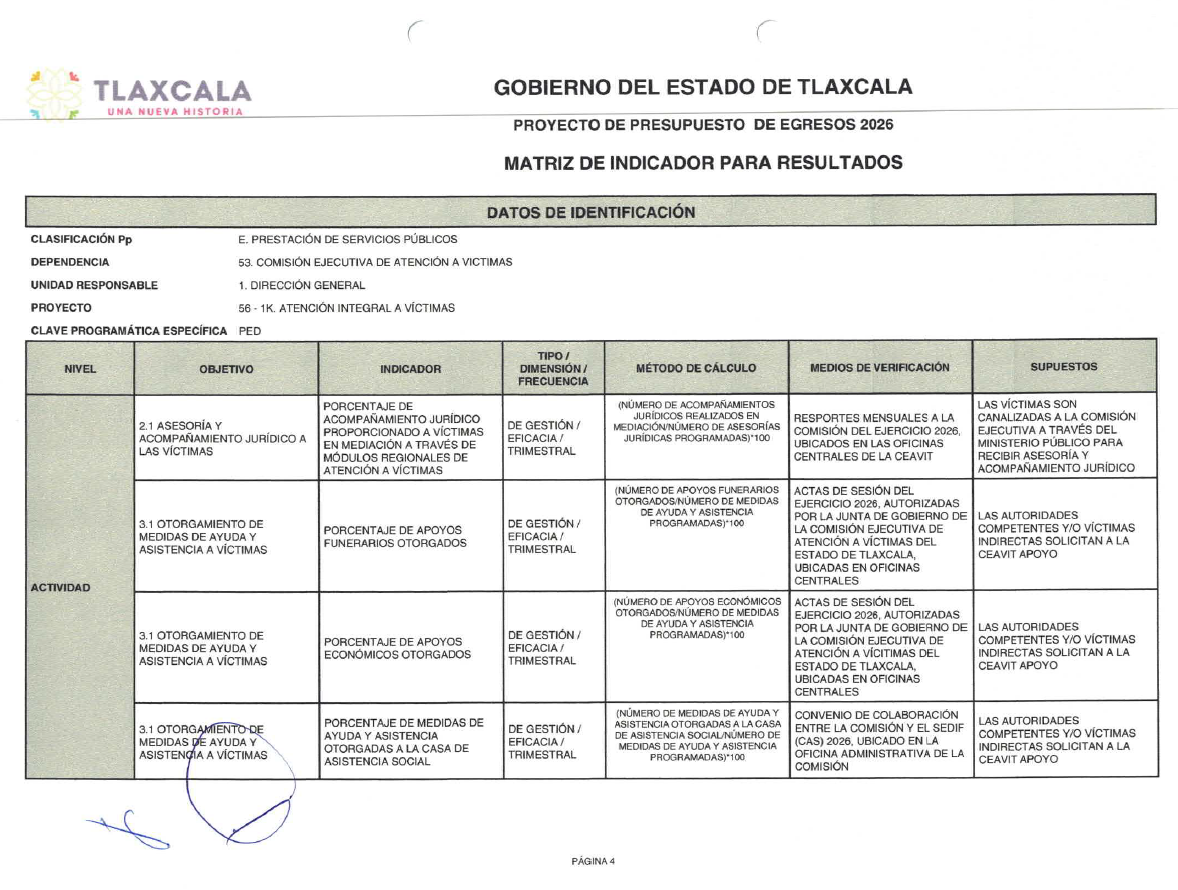 TLAXCALA
UNA NUEVA HISTORIA
GOBIERNO DEL ESTADO DE TLAXCALA
PROYECTO DE PRESUPUESTO DE EGRESOS 2026
MATRIZ DE INDICADOR PARA RESULTADOS
DATOS DE IDENTIFICACIÓN
CLASIFICACIÓN Pp E. PRESTACIÓN DE SERVICIOS PÚBLICOS
DEPENDENCIA 53. COMISIÓN EJECUTIVA DE ATENCIÓN A VICTIMAS
UNIDAD RESPONSABLE 1. DIRECCIÓN GENERAL
PROYECTO 56 - 1K. ATENCIÓN INTEGRAL A VÍCTIMAS
CLAVE PROGRAMÁTICA ESPECÍFICA PED
NIVEL
OBJETIVO
INDICADOR
TIPO /
DIMENSIÓN /
FRECUENCIA
MÉTODO DE CÁLCULO
MEDIOS DE VERIFICACIÓN
SUPUESTOS
ACTIVIDAD
2.1 ASESORÍA Y
ACOMPAÑAMIENTO JURÍDICO A
LAS VÍCTIMAS
PORCENTAJE DE
ACOMPAÑAMIENTO JURÍDICO
PROPORCIONADO A VÍCTIMAS
EN MEDIACIÓN A TRAVÉS DE
MÓDULOS REGIONALES DE
ATENCIÓN A VÍCTIMAS
DE GESTIÓN /
EFICACIA /
TRIMESTRAL
(NÚMERO DE ACOMPAÑAMIENTOS
JURÍDICOS REALIZADOS EN
MEDIACIÓN/NÚMERO DE ASESORÍAS
JURÍDICAS PROGRAMADAS)*100
RESPORTES MENSUALES A LA
COMISIÓN DEL EJERCICIO 2026,
UBICADOS EN LAS OFICINAS
CENTRALES DE LA CEAVIT
LAS VÍCTIMAS SON
CANALIZADAS A LA COMISIÓN
EJECUTIVA A TRAVÉS DEL
MINISTERIO PÚBLICO PARA
RECIBIR ASESORÍA Y
ACOMPAÑAMIENTO JURÍDICO
3.1 OTORGAMIENTO DE
MEDIDAS DE AYUDA Y
ASISTENCIA A VÍCTIMAS
PORCENTAJE DE APOYOS
FUNERARIOS OTORGADOS
DE GESTIÓN /
EFICACIA /
TRIMESTRAL
(NÚMERO DE APOYOS FUNERARIOS
OTORGADOS/NÚMERO DE MEDIDAS
DE AYUDA Y ASISTENCIA
PROGRAMADAS)*100
ACTAS DE SESIÓN DEL
EJERCICIO 2026, AUTORIZADAS
POR LA JUNTA DE GOBIERNO DE
LA COMISIÓN EJECUTIVA DE
ATENCIÓN A VÍCTIMAS DEL
ESTADO DE TLAXCALA,
UBICADAS EN OFICINAS
CENTRALES
LAS AUTORIDADES
COMPETENTES Y/O VÍCTIMAS
INDIRECTAS SOLICITAN A LA
CEAVIT APOYO
3.1 OTORGAMIENTO DE
MEDIDAS DE AYUDA Y
ASISTENCIA A VÍCTIMAS
PORCENTAJE DE APOYOS
ECONÓMICOS OTORGADOS
DE GESTIÓN /
EFICACIA /
TRIMESTRAL
(NÚMERO DE APOYOS ECONÓMICOS
OTORGADOS/NÚMERO DE MEDIDAS
DE AYUDA Y ASISTENCIA
PROGRAMADAS)*100
ACTAS DE SESIÓN DEL
EJERCICIO 2026, AUTORIZADAS
POR LA JUNTA DE GOBIERNO DE
LA COMISIÓN EJECUTIVA DE
ATENCIÓN A VÍCITIMAS DEL
ESTADO DE TLAXCALA,
UBICADAS EN OFICINAS
CENTRALES
LAS AUTORIDADES
COMPETENTES Y/O VÍCTIMAS
INDIRECTAS SOLICITAN A LA
CEAVIT APOYO
3.1 OTORGAMIENTO DE
MEDIDAS DE AYUDA Y
ASISTENCIA A VÍCTIMAS
PORCENTAJE DE MEDIDAS DE
AYUDA Y ASISTENCIA
OTORGADAS A LA CASA DE
ASISTENCIA SOCIAL
DE GESTIÓN /
EFICACIA /
TRIMESTRAL
(NÚMERO DE MEDIDAS DE AYUDA Y
ASISTENCIA OTORGADAS A LA CASA
DE ASISTENCIA SOCIAL/NÚMERO DE
MEDIDAS DE AYUDA Y ASISTENCIA
PROGRAMADAS)*100
CONVENIO DE COLABORACIÓN
ENTRE LA COMISIÓN Y EL SEDIF
(CAS) 2026, UBICADO EN LA
OFICINA ADMINISTRATIVA DE LA
COMISIÓN
LAS AUTORIDADES
COMPETENTES Y/O VÍCTIMAS
INDIRECTAS SOLICITAN A LA
CEAVIT APOYO
PÁGINA 4